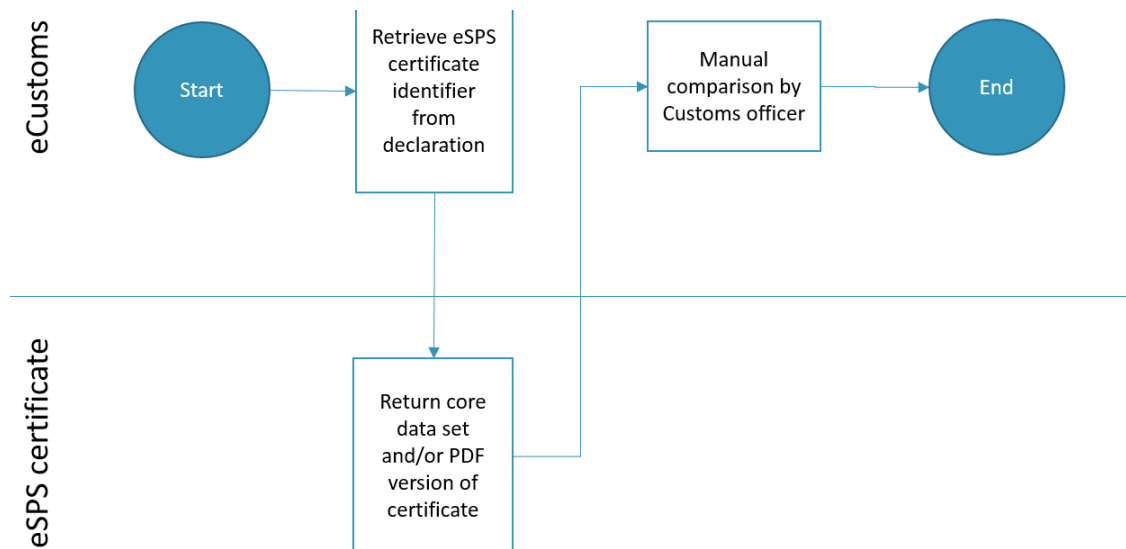 eCustoms
Start
Retrieve eSPS
certificate
identifier
from
declaration
Manual
comparison by
Customs officer
End
eSPS certificate
Return core
data set
and/or PDF
version of
certificate